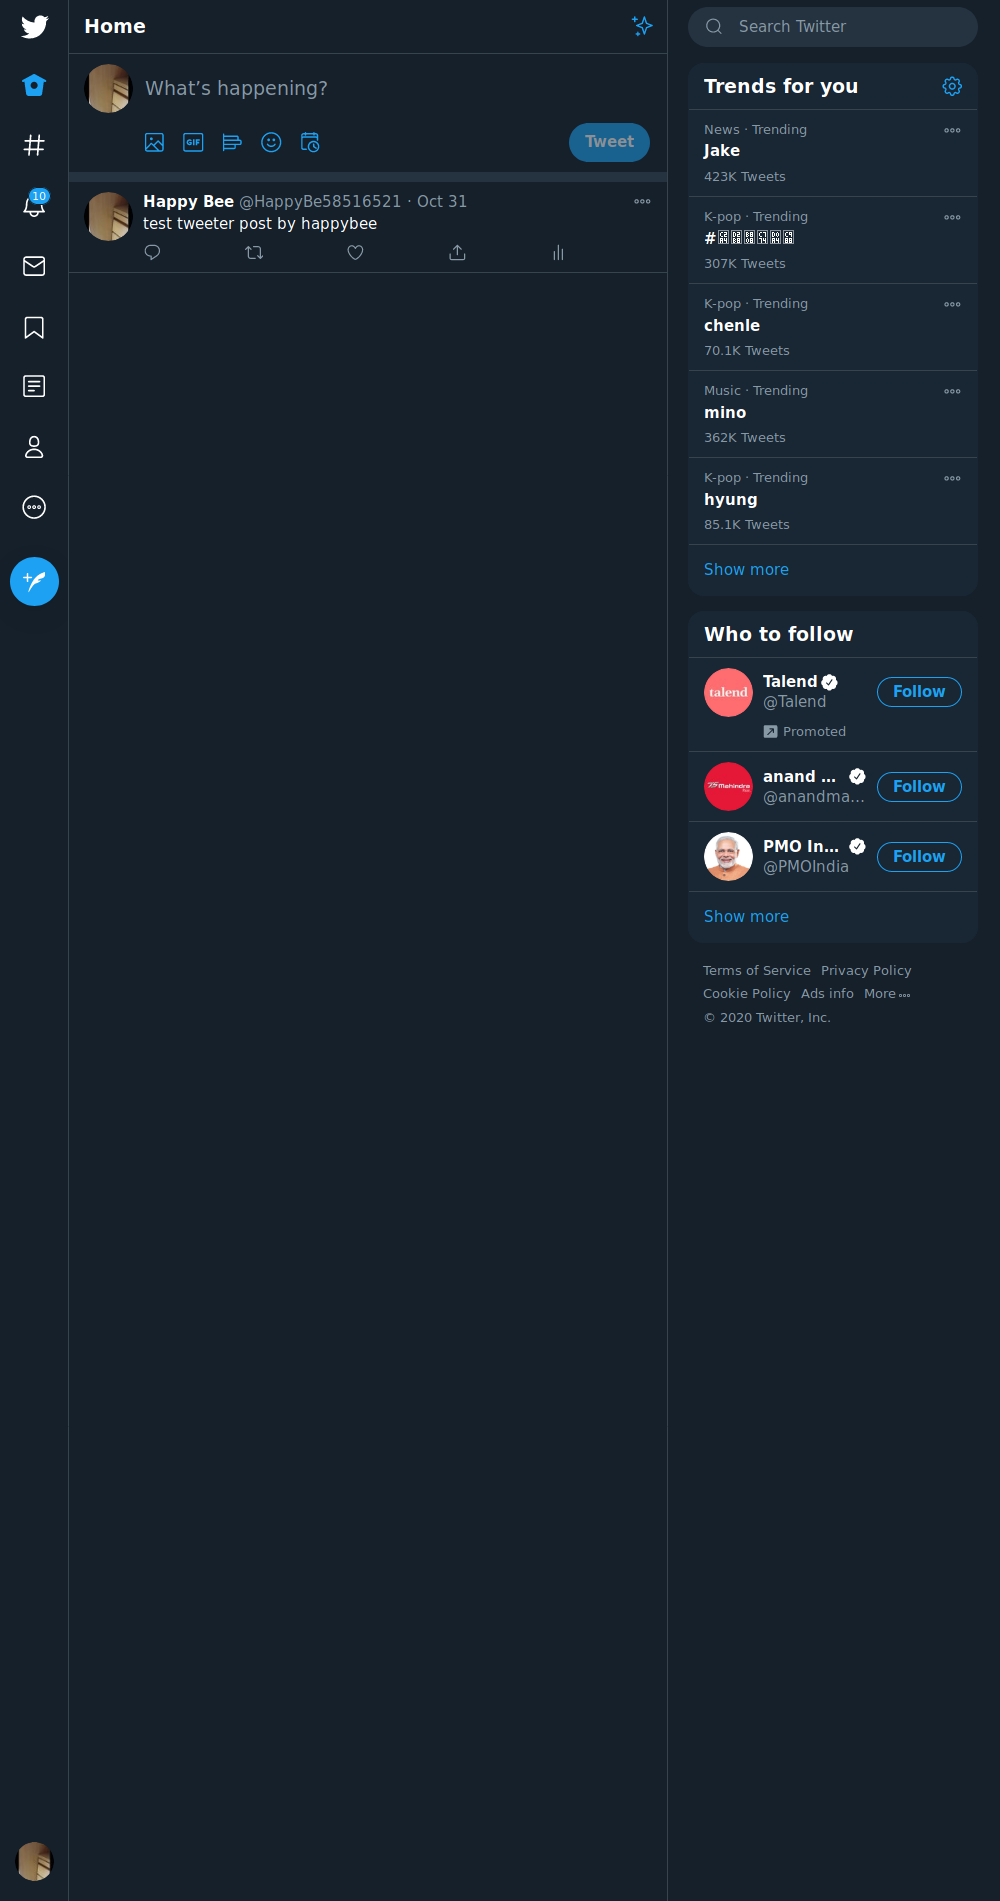 Home
What's happening?
GIF
Tweet
10
Happy Bee @HappyBe58516521 · Oct 31
test tweeter post by happybee
Search Twitter
Trends for you
News · Trending
Jake
423K Tweets
K-pop · Trending
#
307K Tweets
K-pop · Trending
chenle
70.1K Tweets
Music · Trending
mino
362K Tweets
K-pop · Trending
hyung
85.1K Tweets
Show more
Who to follow
talend
Talend
@Talend
Follow
Promoted
Mahindra
anand ...
@anandma...
Follow
PMO In...
@PMOIndia
Follow
Show more
Terms of Service Privacy Policy
Cookie Policy Ads info More
© 2020 Twitter, Inc.